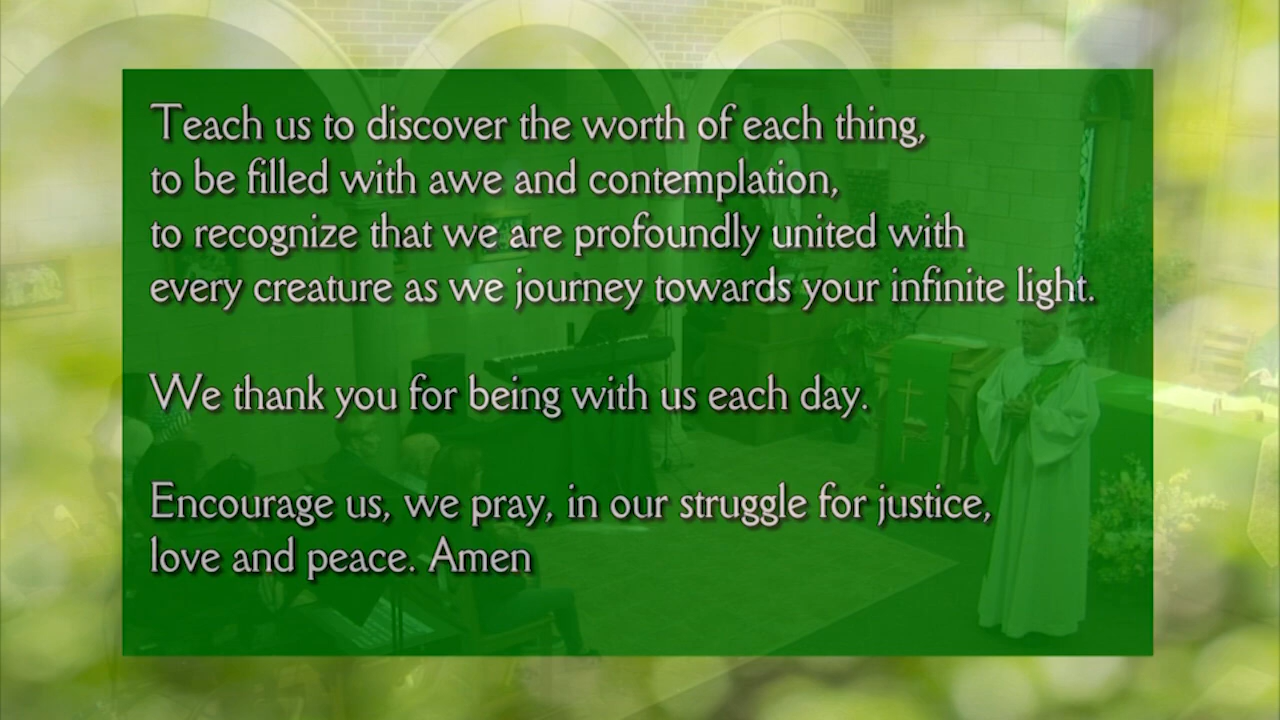 Teach us to discover the worth of each thing,
to be filled with awe and contemplation,
to recognize that we are profoundly united with
every creature as we journey towards your infinite light.
We thank you for being with us each day.
Encourage us, we pray, in our struggle for justice,
love and peace. Amen